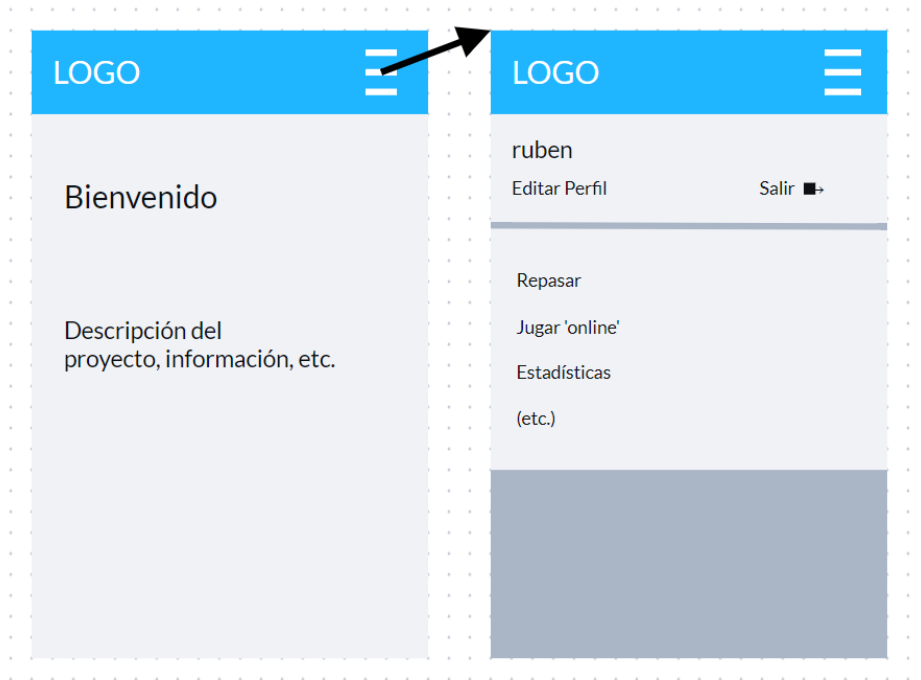 LOGO
Bienvenido
Descripción del
proyecto, información, etc.
LOGO
ruben
Editar Perfil
Salir
Repasar
Jugar 'online'
Estadísticas
(etc.)